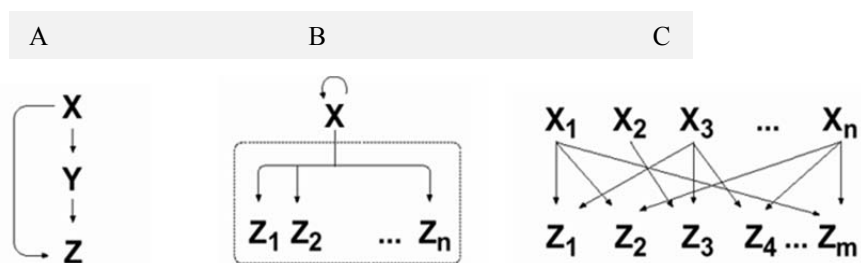 A B C
X
Y
Z
X
Z1 Z2 ... Zn
X1 X2 X3 ... Xn
Z1 Z2 Z3 Z4 ... Zm